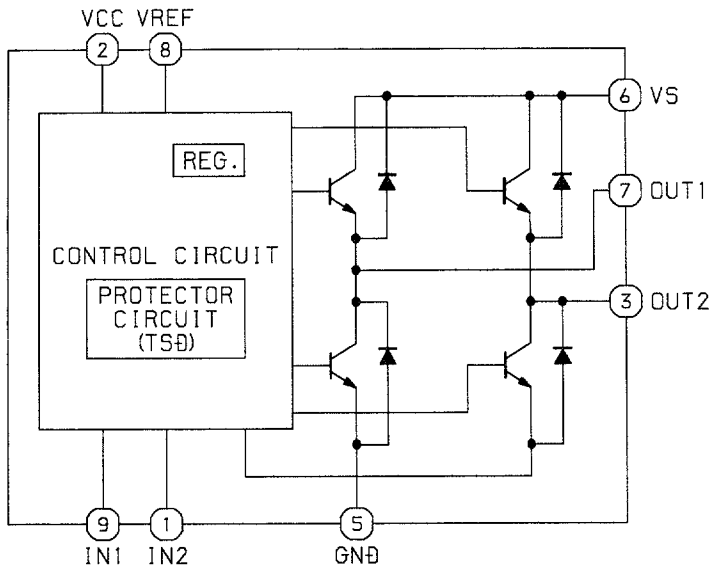 VCC VREF
2 8
6 VS
REG.
7 OUT1
CONTROL CIRCUIT
PROTECTOR
CIRCUIT
(TSD)
3 OUT2
9 1 5
IN1 IN2 GND